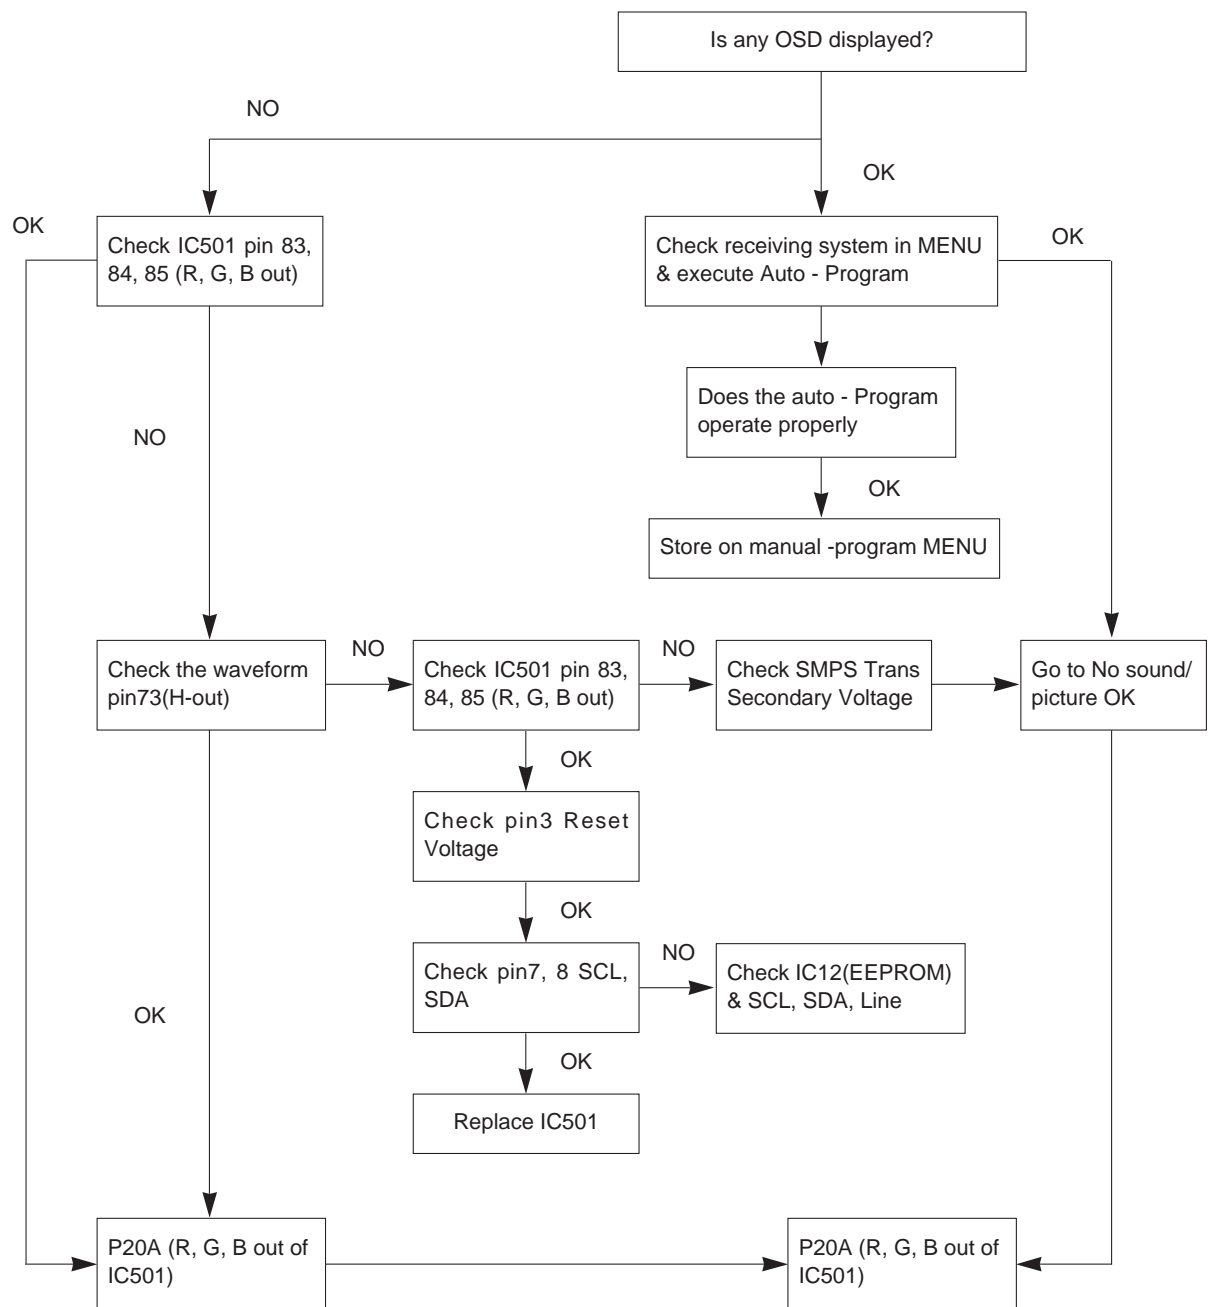 Is any OSD displayed?
NO
OK
OK
Check IC501 pin 83,
84, 85 (R, G, B out)
Check receiving system in MENU
& execute Auto - Program
OK
Does the auto - Program
operate properly
NO
OK
Store on manual -program MENU
Check the waveform
pin73(H-out)
NO
Check IC501 pin 83,
84, 85 (R, G, B out)
NO
Check SMPS Trans
Secondary Voltage
Go to No sound/
picture OK
OK
Check pin3 Reset
Voltage
OK
Check pin7, 8 SCL,
SDA
NO
Check IC12(EEPROM)
& SCL, SDA, Line
OK
OK
Replace IC501
P20A (R, G, B out of
IC501)
P20A (R, G, B out of
IC501)